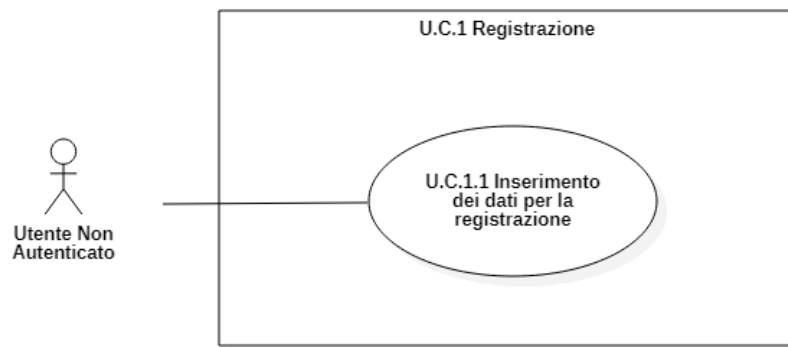 U.C.1 Registrazione
U.C.1.1 Inserimento
dei dati per la
registrazione
Utente Non
Autenticato